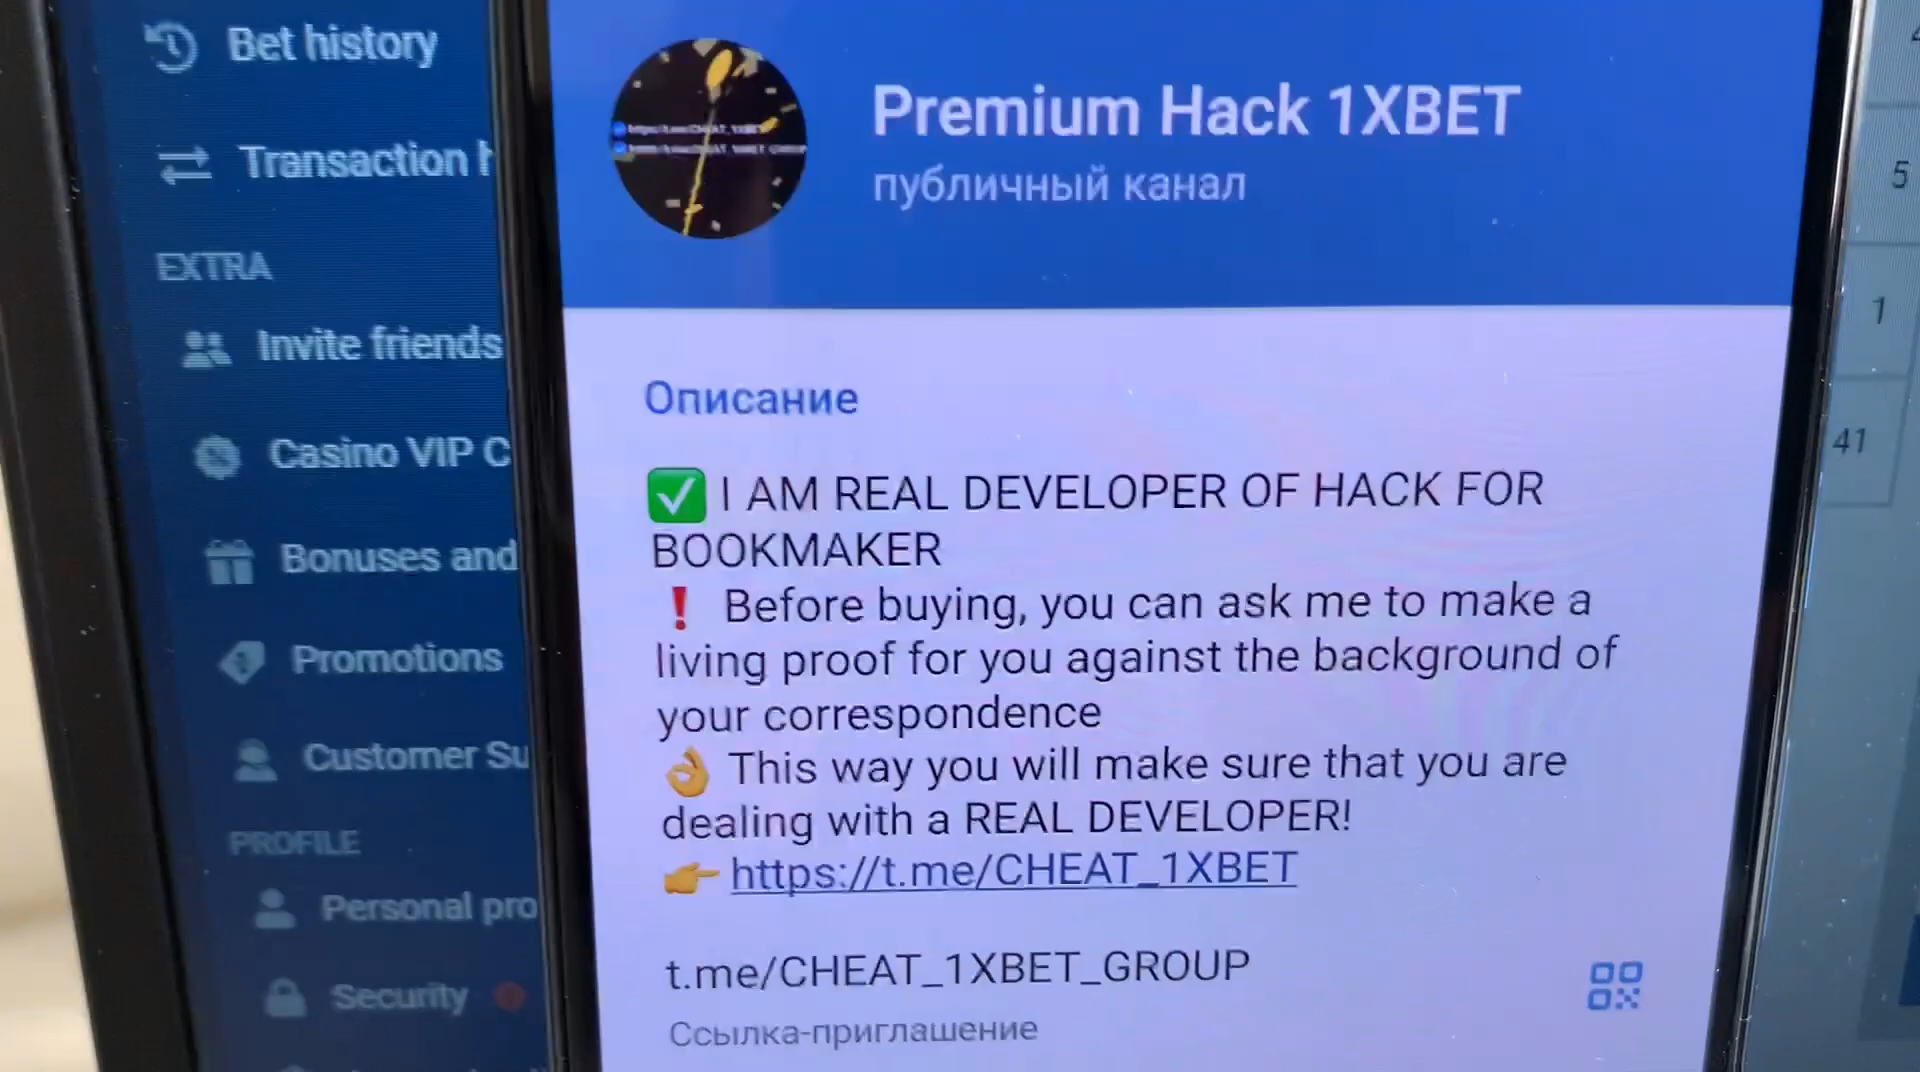 Bet history
Transaction h
EXTRA
Invite friends
Casino VIP C
Bonuses and
Promotions
Customer Su
PROFILE
Personal pro
Security
Premium Hack 1XBET
публичный канал
Описание
✅ I AM REAL DEVELOPER OF HACK FOR
BOOKMAKER
❗ Before buying, you can ask me to make a
living proof for you against the background of
your correspondence
👌 This way you will make sure that you are
dealing with a REAL DEVELOPER!
👉 https://t.me/CHEAT_1XBET
t.me/CHEAT_1XBET_GROUP
Ссылка-приглашение
5
1
41